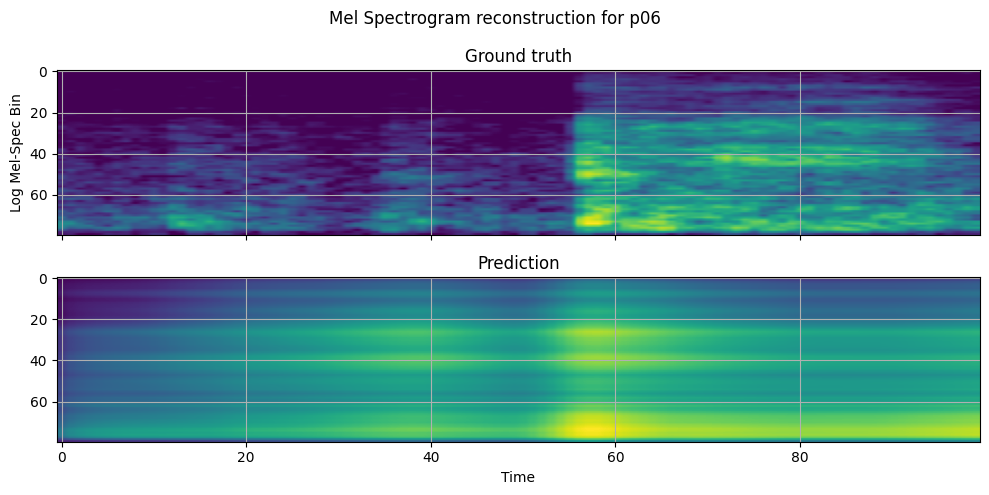 Mel Spectrogram reconstruction for p06
Ground truth
Log Mel-Spec Bin
0
20
40
60
Prediction
0
20
40
60
0 20 40 60 80
Time